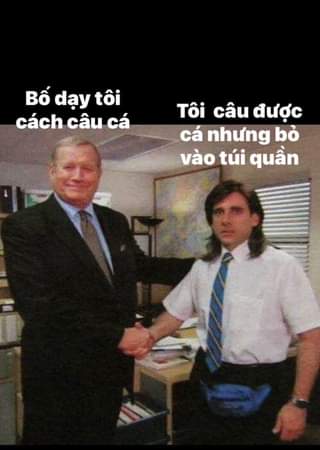 Bố dạy tôi
cách câu cá
Tôi câu được
cá nhưng bỏ
vào túi quần